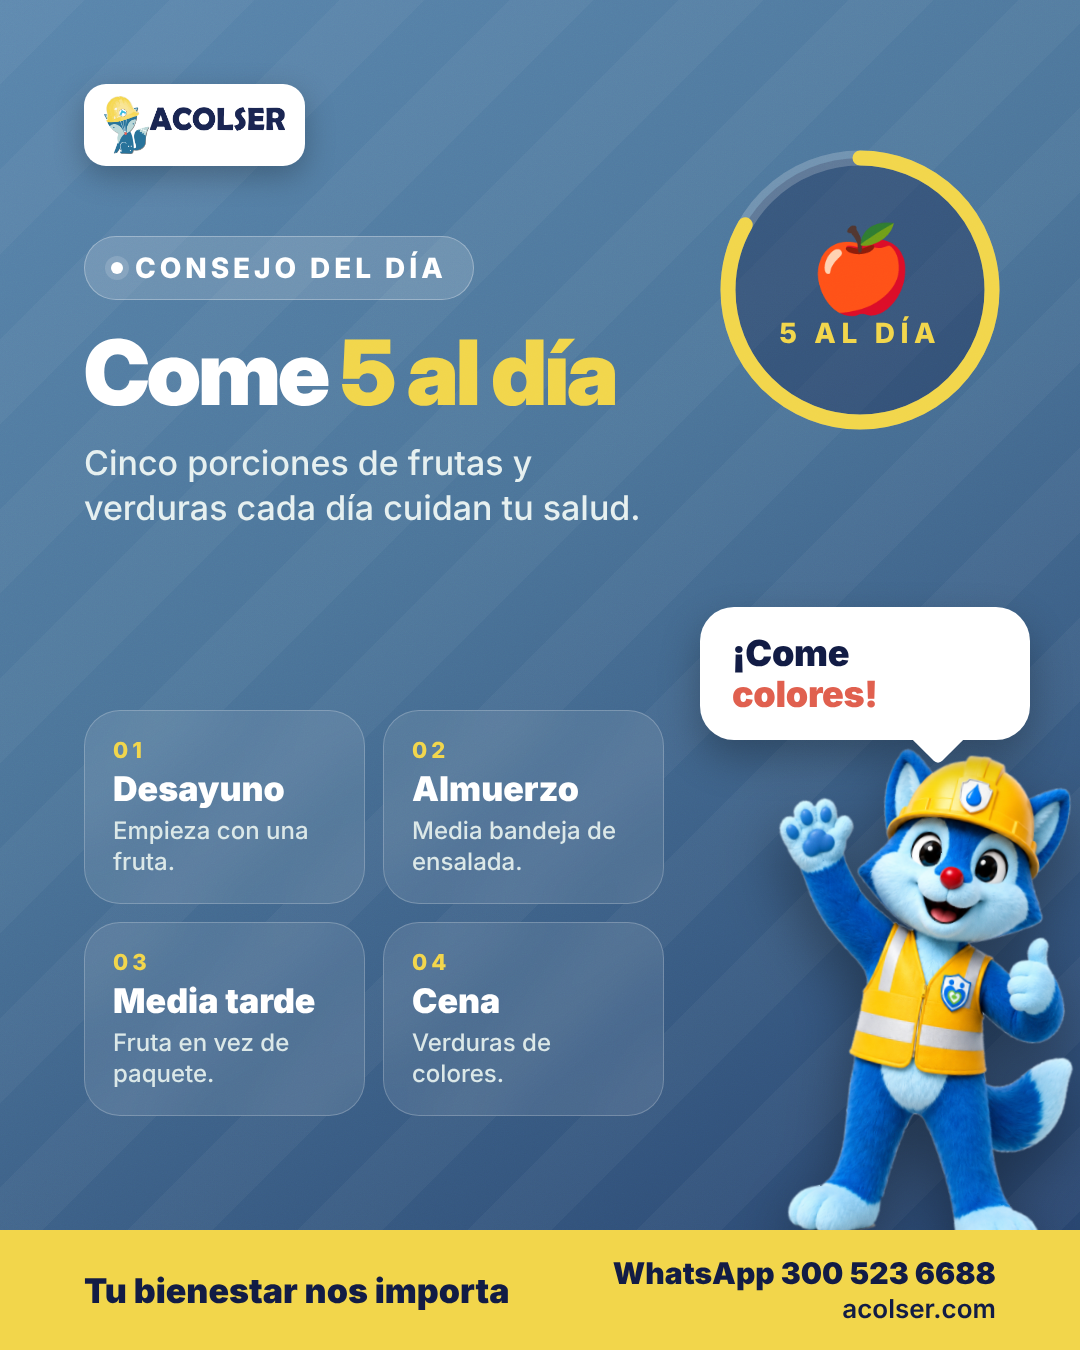 ACOLSER
CONSEJO DEL DÍA
5 AL DÍA
Come 5 al día
Cinco porciones de frutas y
verduras cada día cuidan tu salud.
¡Come
colores!
01
Desayuno
Empieza con una
fruta.
02
Almuerzo
Media bandeja de
ensalada.
03
Media tarde
Fruta en vez de
paquete.
04
Cena
Verduras de
colores.
Tu bienestar nos importa
WhatsApp 300 523 6688
acolser.com